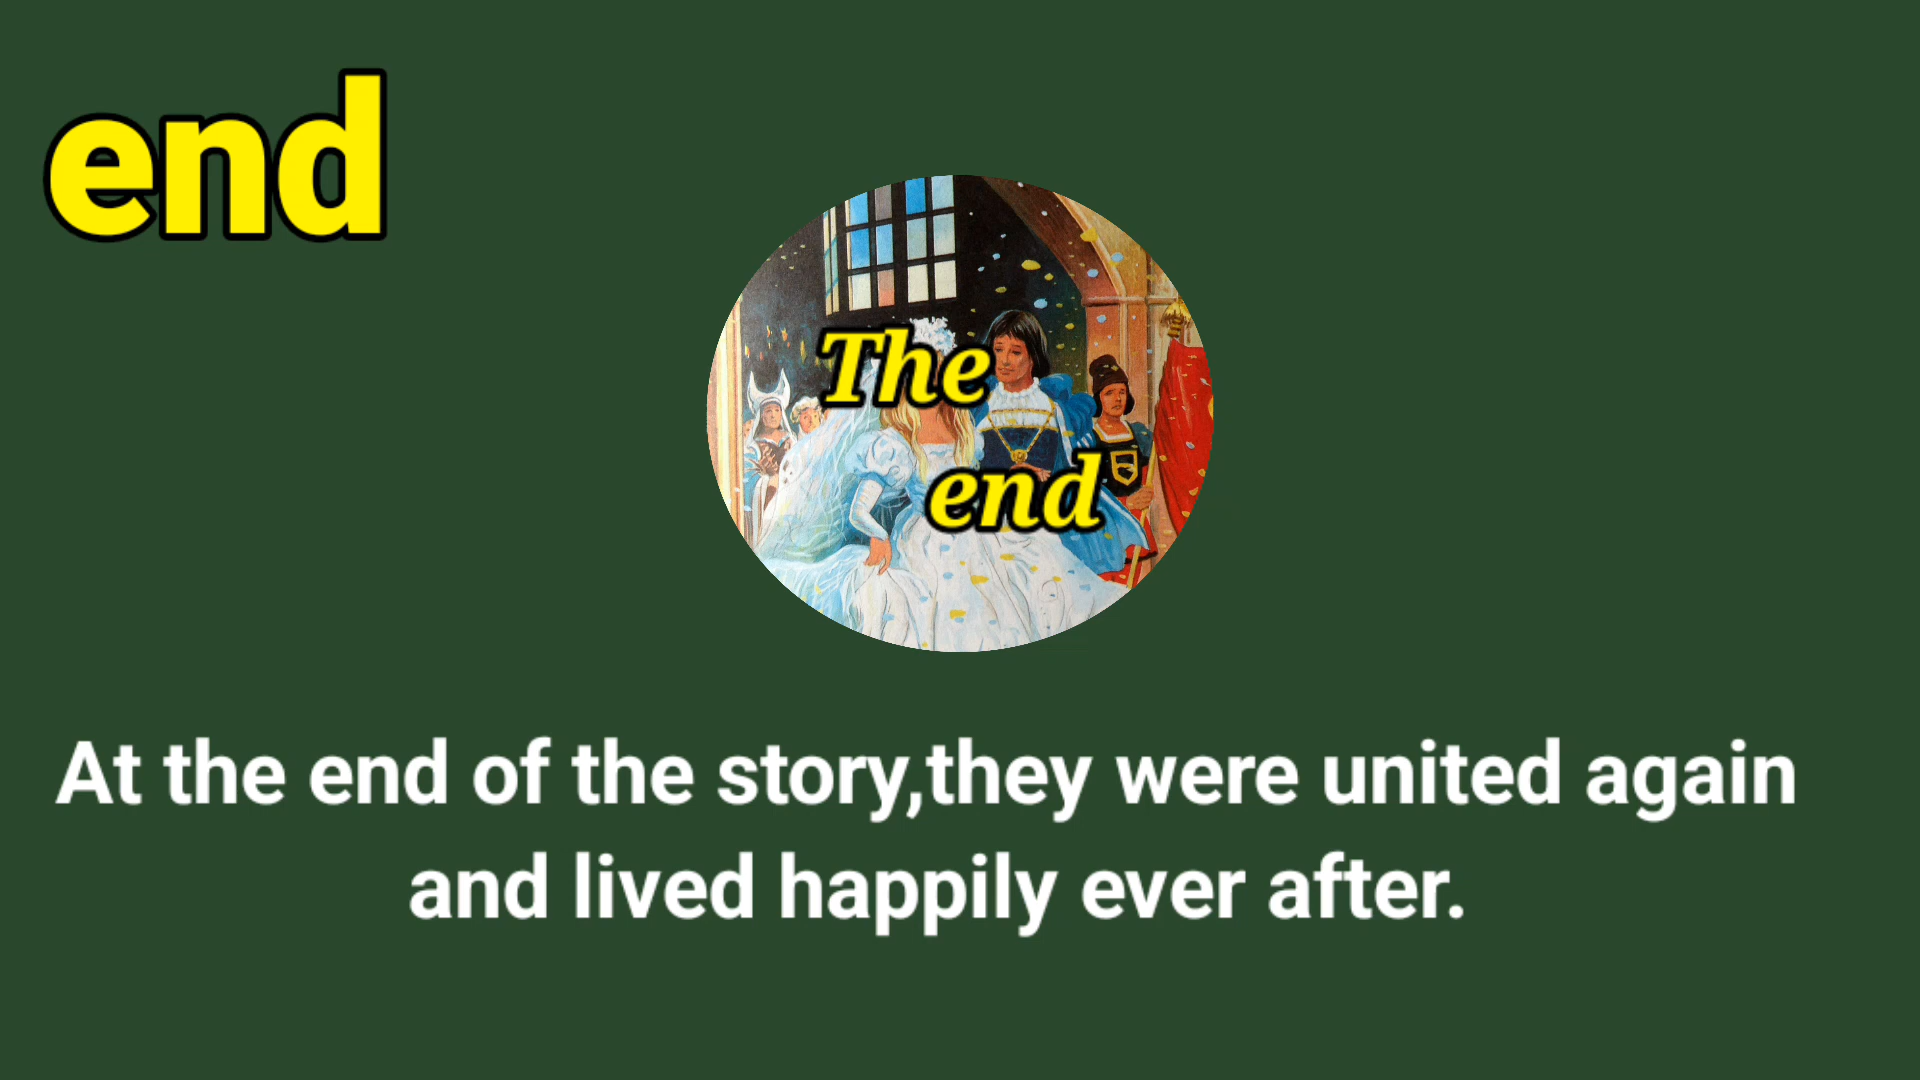 end
The
end
At the end of the story,they were united again
and lived happily ever after.